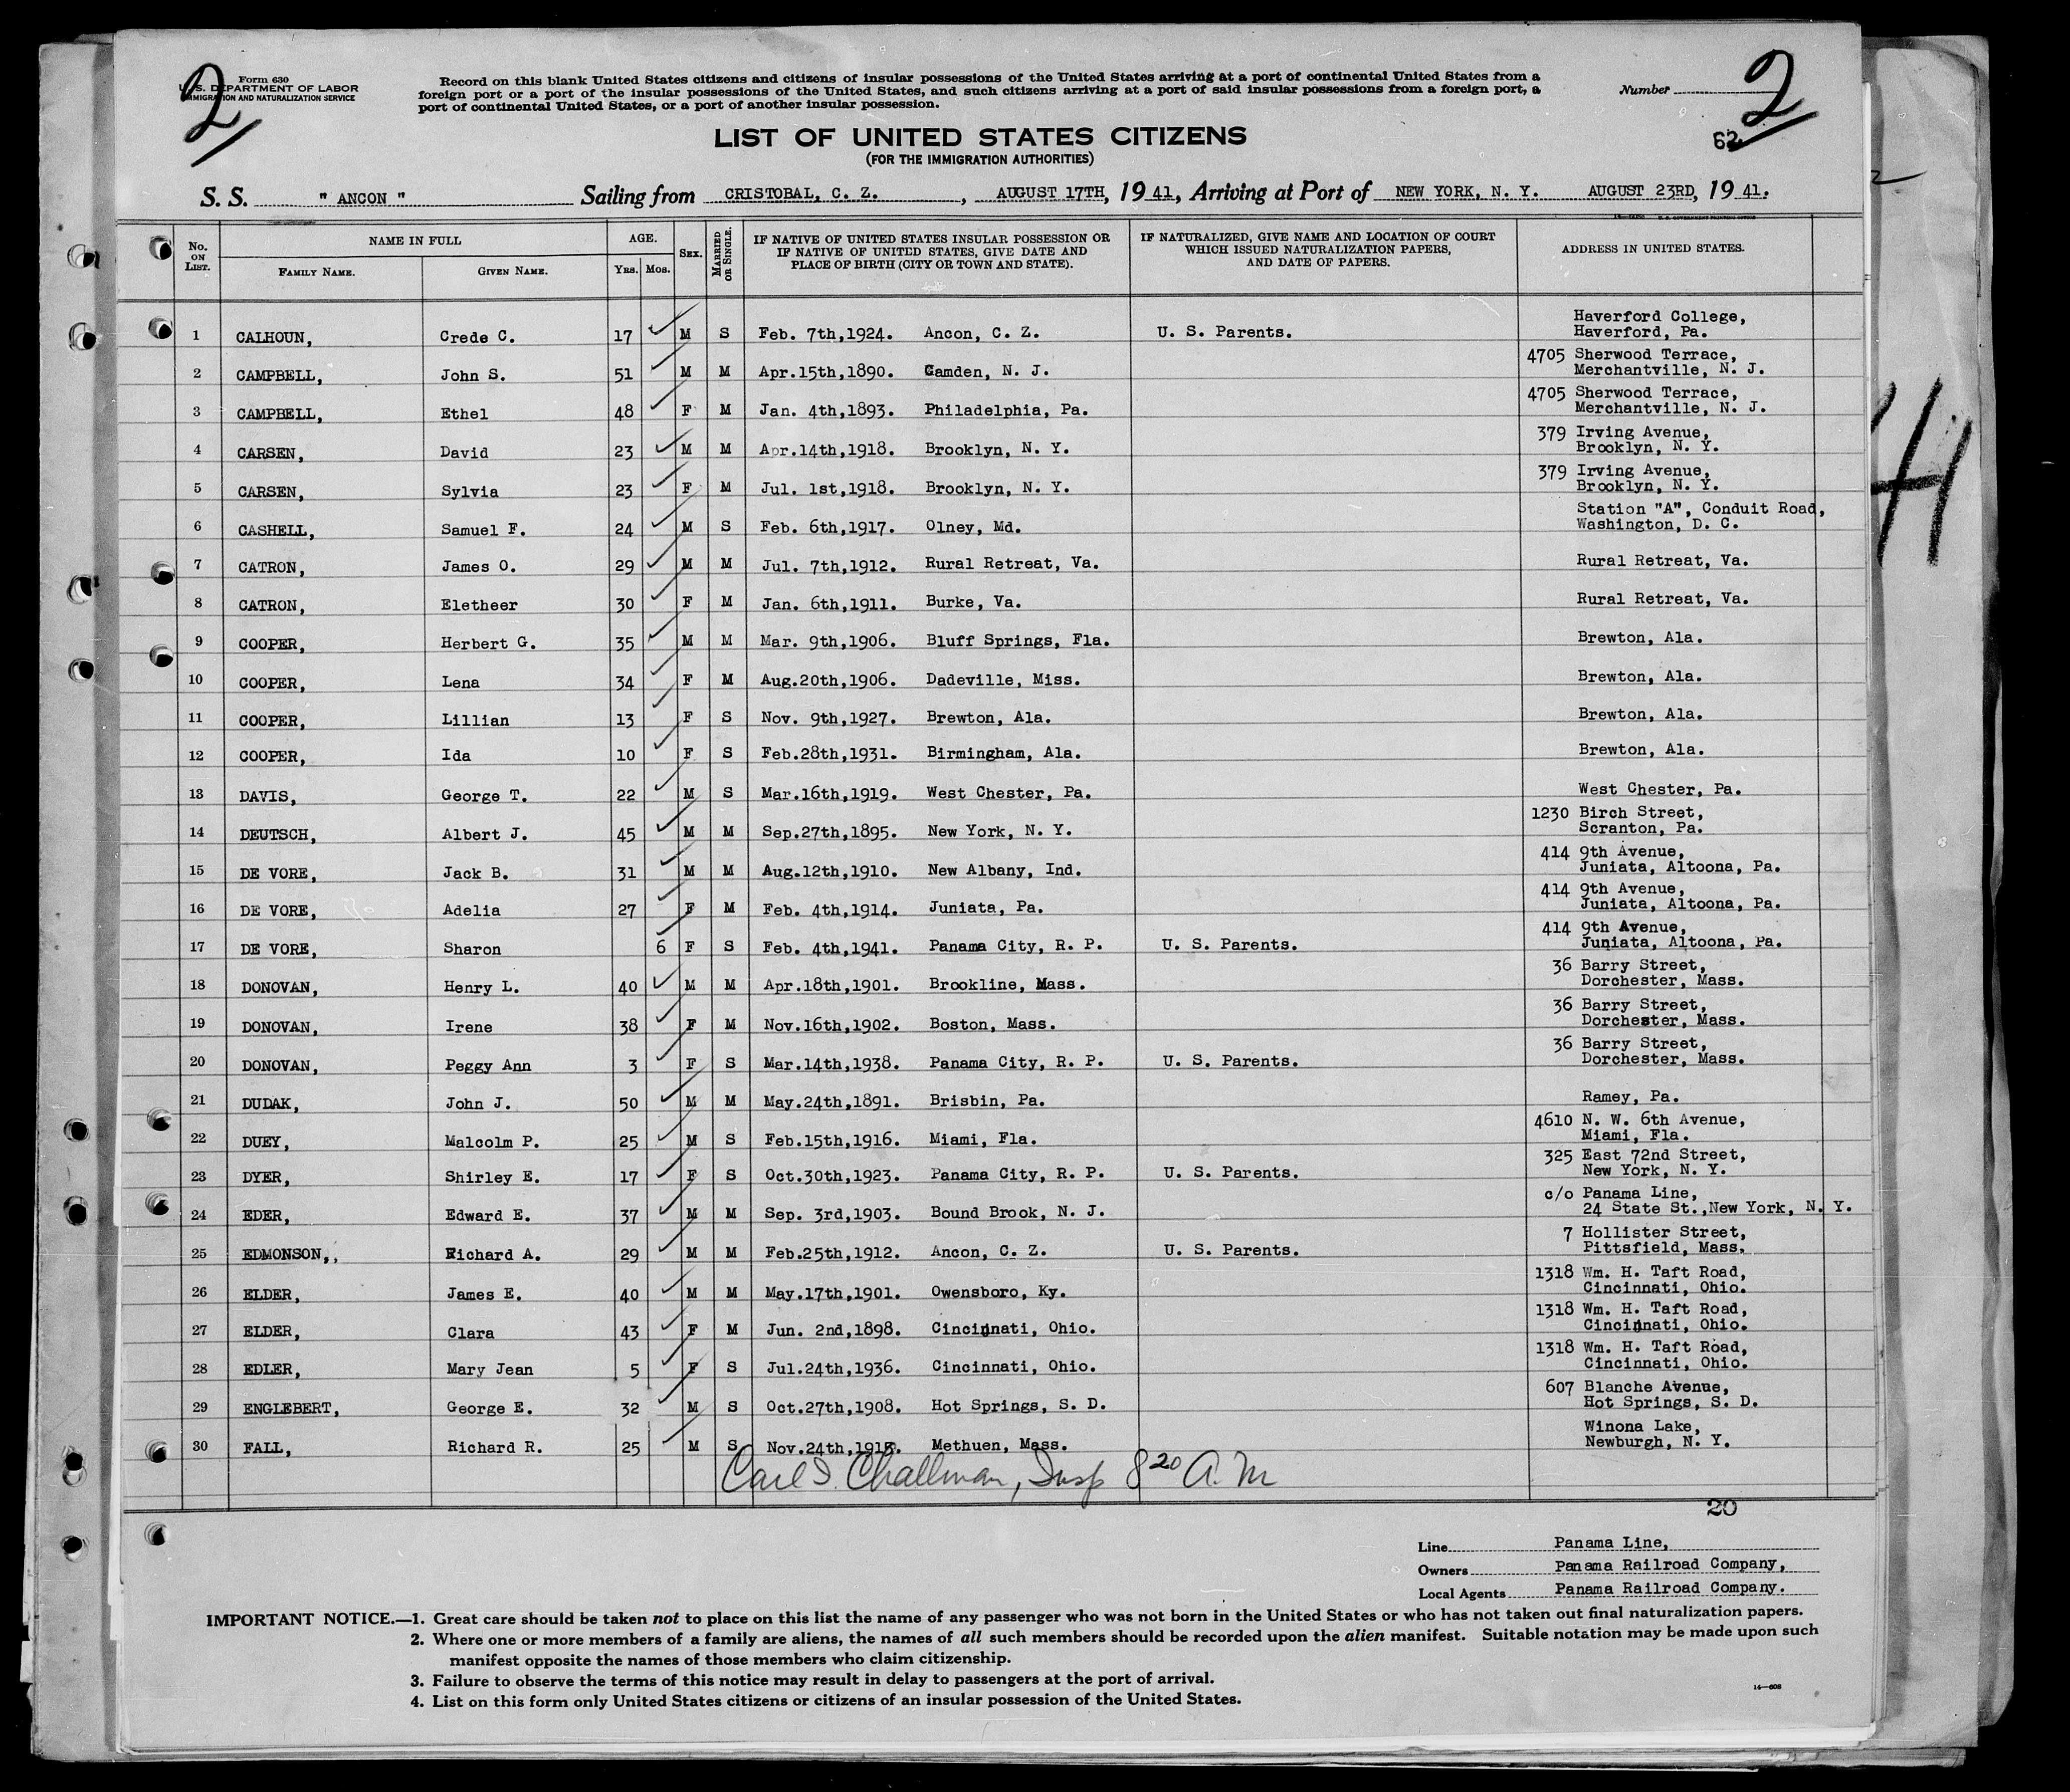 2
Form 630
U. S. DEPARTMENT OF LABOR
IMMIGRATION AND NATURALIZATION SERVICE
Record on this blank United States citizens and citizens of insular possessions of the United States arriving at a port of continental United States from a
foreign port or a port of the insular possessions of the United States, and such citizens arriving at a port of said insular possessions from a foreign port, a
port of continental United States, or a port of another insular possession.
Number
2
62
LIST OF UNITED STATES CITIZENS
(FOR THE IMMIGRATION AUTHORITIES)
S. S. " ANCON " Sailing from CRISTOBAL, C. Z. , AUGUST 17TH, 19 41, Arriving at Port of NEW YORK, N. Y. AUGUST 23RD, 19 41.
No. ON LIST. NAME IN FULL FAMILY NAME. GIVEN NAME. AGE. YRS. MOS. SEX. MARRIED OR SINGLE. IF NATIVE OF UNITED STATES INSULAR POSSESSION OR IF NATIVE OF UNITED STATES, GIVE DATE AND PLACE OF BIRTH (CITY OR TOWN AND STATE). IF NATURALIZED, GIVE NAME AND LOCATION OF COURT WHICH ISSUED NATURALIZATION PAPERS, AND DATE OF PAPERS. ADDRESS IN UNITED STATES.
1 CALHOUN, Crede C. 17 M S Feb. 7th,1924. Ancon, C. Z. U. S. Parents. Haverford College, Haverford, Pa.
2 CAMPBELL, John S. 51 M M Apr.15th,1890. Camden, N. J. 4705 Sherwood Terrace, Merchantville, N. J.
3 CAMPBELL, Ethel 48 F M Jan. 4th,1893. Philadelphia, Pa. 4705 Sherwood Terrace, Merchantville, N. J.
4 CARSEN, David 23 M M Apr.14th,1918. Brooklyn, N. Y. 379 Irving Avenue, Brooklyn, N. Y.
5 CARSEN, Sylvia 23 F M Jul. 1st,1918. Brooklyn, N. Y. 379 Irving Avenue, Brooklyn, N. Y.
6 CASHELL, Samuel F. 24 M S Feb. 6th,1917. Olney, Md. Station "A", Conduit Road, Washington, D. C.
7 CATRON, James O. 29 M M Jul. 7th,1912. Rural Retreat, Va. Rural Retreat, Va.
8 CATRON, Eletheer 30 F M Jan. 6th,1911. Burke, Va. Rural Retreat, Va.
9 COOPER, Herbert G. 35 M M Mar. 9th,1906. Bluff Springs, Fla. Brewton, Ala.
10 COOPER, Lena 34 F M Aug.20th,1906. Dadeville, Miss. Brewton, Ala.
11 COOPER, Lillian 13 F S Nov. 9th,1927. Brewton, Ala. Brewton, Ala.
12 COOPER, Ida 10 F S Feb.28th,1931. Birmingham, Ala. Brewton, Ala.
13 DAVIS, George T. 22 M S Mar.16th,1919. West Chester, Pa. West Chester, Pa.
14 DEUTSCH, Albert J. 45 M M Sep.27th,1895. New York, N. Y. 1230 Birch Street, Scranton, Pa.
15 DE VORE, Jack B. 31 M M Aug.12th,1910. New Albany, Ind. 414 9th Avenue, Juniata, Altoona, Pa.
16 DE VORE, Adelia 27 F M Feb. 4th,1914. Juniata, Pa. 414 9th Avenue, Juniata, Altoona, Pa.
17 DE VORE, Sharon 6 F S Feb. 4th,1941. Panama City, R. P. U. S. Parents. 414 9th Avenue, Juniata, Altoona, Pa.
18 DONOVAN, Henry L. 40 M M Apr.18th,1901. Brookline, Mass. 36 Barry Street, Dorchester, Mass.
19 DONOVAN, Irene 38 F M Nov.16th,1902. Boston, Mass. 36 Barry Street, Dorchester, Mass.
20 DONOVAN, Peggy Ann 3 F S Mar.14th,1938. Panama City, R. P. U. S. Parents. 36 Barry Street, Dorchester, Mass.
21 DUDAK, John J. 50 M M May.24th,1891. Brisbin, Pa. Ramey, Pa.
22 DUEY, Malcolm P. 25 M S Feb.15th,1916. Miami, Fla. 4610 N. W. 6th Avenue, Miami, Fla.
23 DYER, Shirley E. 17 F S Oct.30th,1923. Panama City, R. P. U. S. Parents. 325 East 72nd Street, New York, N. Y.
24 EDER, Edward E. 37 M M Sep. 3rd,1903. Bound Brook, N. J. c/o Panama Line, 24 State St.,New York, N. Y.
25 EDMONSON,, Richard A. 29 M M Feb.25th,1912. Ancon, C. Z. U. S. Parents. 7 Hollister Street, Pittsfield, Mass.
26 ELDER, James E. 40 M M May.17th,1901. Owensboro, Ky. 1318 Wm. H. Taft Road, Cincinnati, Ohio.
27 ELDER, Clara 43 F M Jun. 2nd,1898. Cincinnati, Ohio. 1318 Wm. H. Taft Road, Cincinnati, Ohio.
28 EDLER, Mary Jean 5 F S Jul.24th,1936. Cincinnati, Ohio. 1318 Wm. H. Taft Road, Cincinnati, Ohio.
29 ENGLEBERT, George E. 32 M S Oct.27th,1908. Hot Springs, S. D. 607 Blanche Avenue, Hot Springs, S. D.
30 FALL, Richard R. 25 M S Nov.24th,1915. Methuen, Mass. Winona Lake, Newburgh, N. Y.
Carl I. Challman, Insp 8 20 A. M
20
Line Panama Line,
Owners Panama Railroad Company,
Local Agents Panama Railroad Company.
IMPORTANT NOTICE.—1. Great care should be taken not to place on this list the name of any passenger who was not born in the United States or who has not taken out final naturalization papers.
2. Where one or more members of a family are aliens, the names of all such members should be recorded upon the alien manifest. Suitable notation may be made upon such
manifest opposite the names of those members who claim citizenship.
3. Failure to observe the terms of this notice may result in delay to passengers at the port of arrival.
4. List on this form only United States citizens or citizens of an insular possession of the United States.
14—608